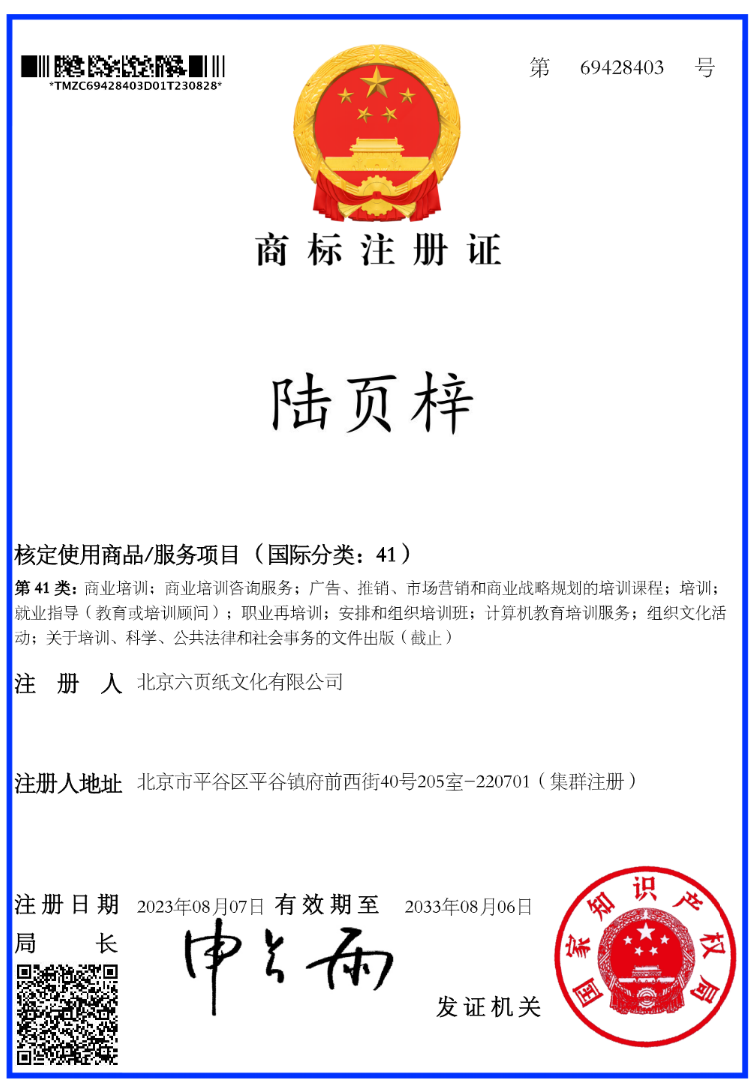 *TMZC69428403D01T230828*
第 69428403 号
商标注册证
陆页梓
核定使用商品/服务项目（国际分类：41）
第 41 类：商业培训；商业培训咨询服务；广告、推销、市场营销和商业战略规划的培训课程；培训；
就业指导（教育或培训顾问）；职业再培训；安排和组织培训班；计算机教育培训服务；组织文化活
动；关于培训、科学、公共法律和社会事务的文件出版（截止）
注 册 人 北京六页纸文化有限公司
注册人地址 北京市平谷区平谷镇府前西街40号205室-220701（集群注册）
注册日期 2023年08月07日 有效期至 2033年08月06日
局 长 申长雨
发证机关
国家知识产权局